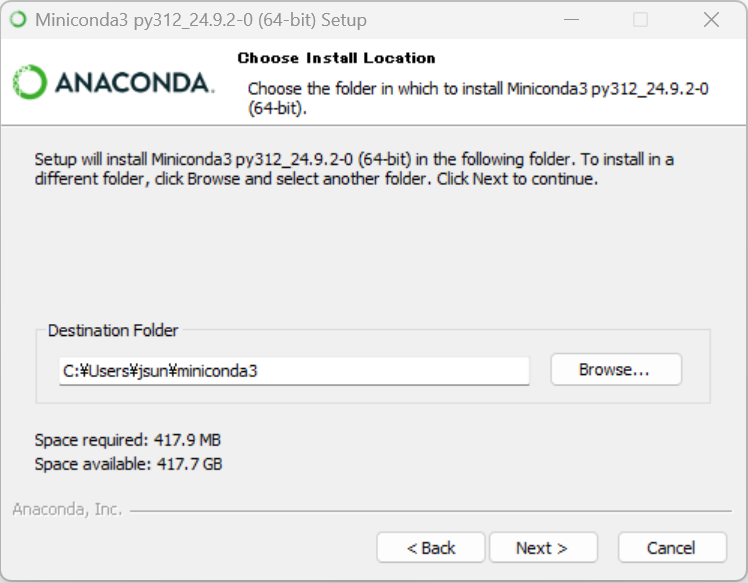 Miniconda3 py312_24.9.2-0 (64-bit) Setup
ANACONDA.
Choose Install Location
Choose the folder in which to install Miniconda3 py312_24.9.2-0
(64-bit).
Setup will install Miniconda3 py312_24.9.2-0 (64-bit) in the following folder. To install in a
different folder, click Browse and select another folder. Click Next to continue.
Destination Folder
C:¥Users¥jsun¥miniconda3
Browse...
Space required: 417.9 MB
Space available: 417.7 GB
Anaconda, Inc.
< Back
Next >
Cancel